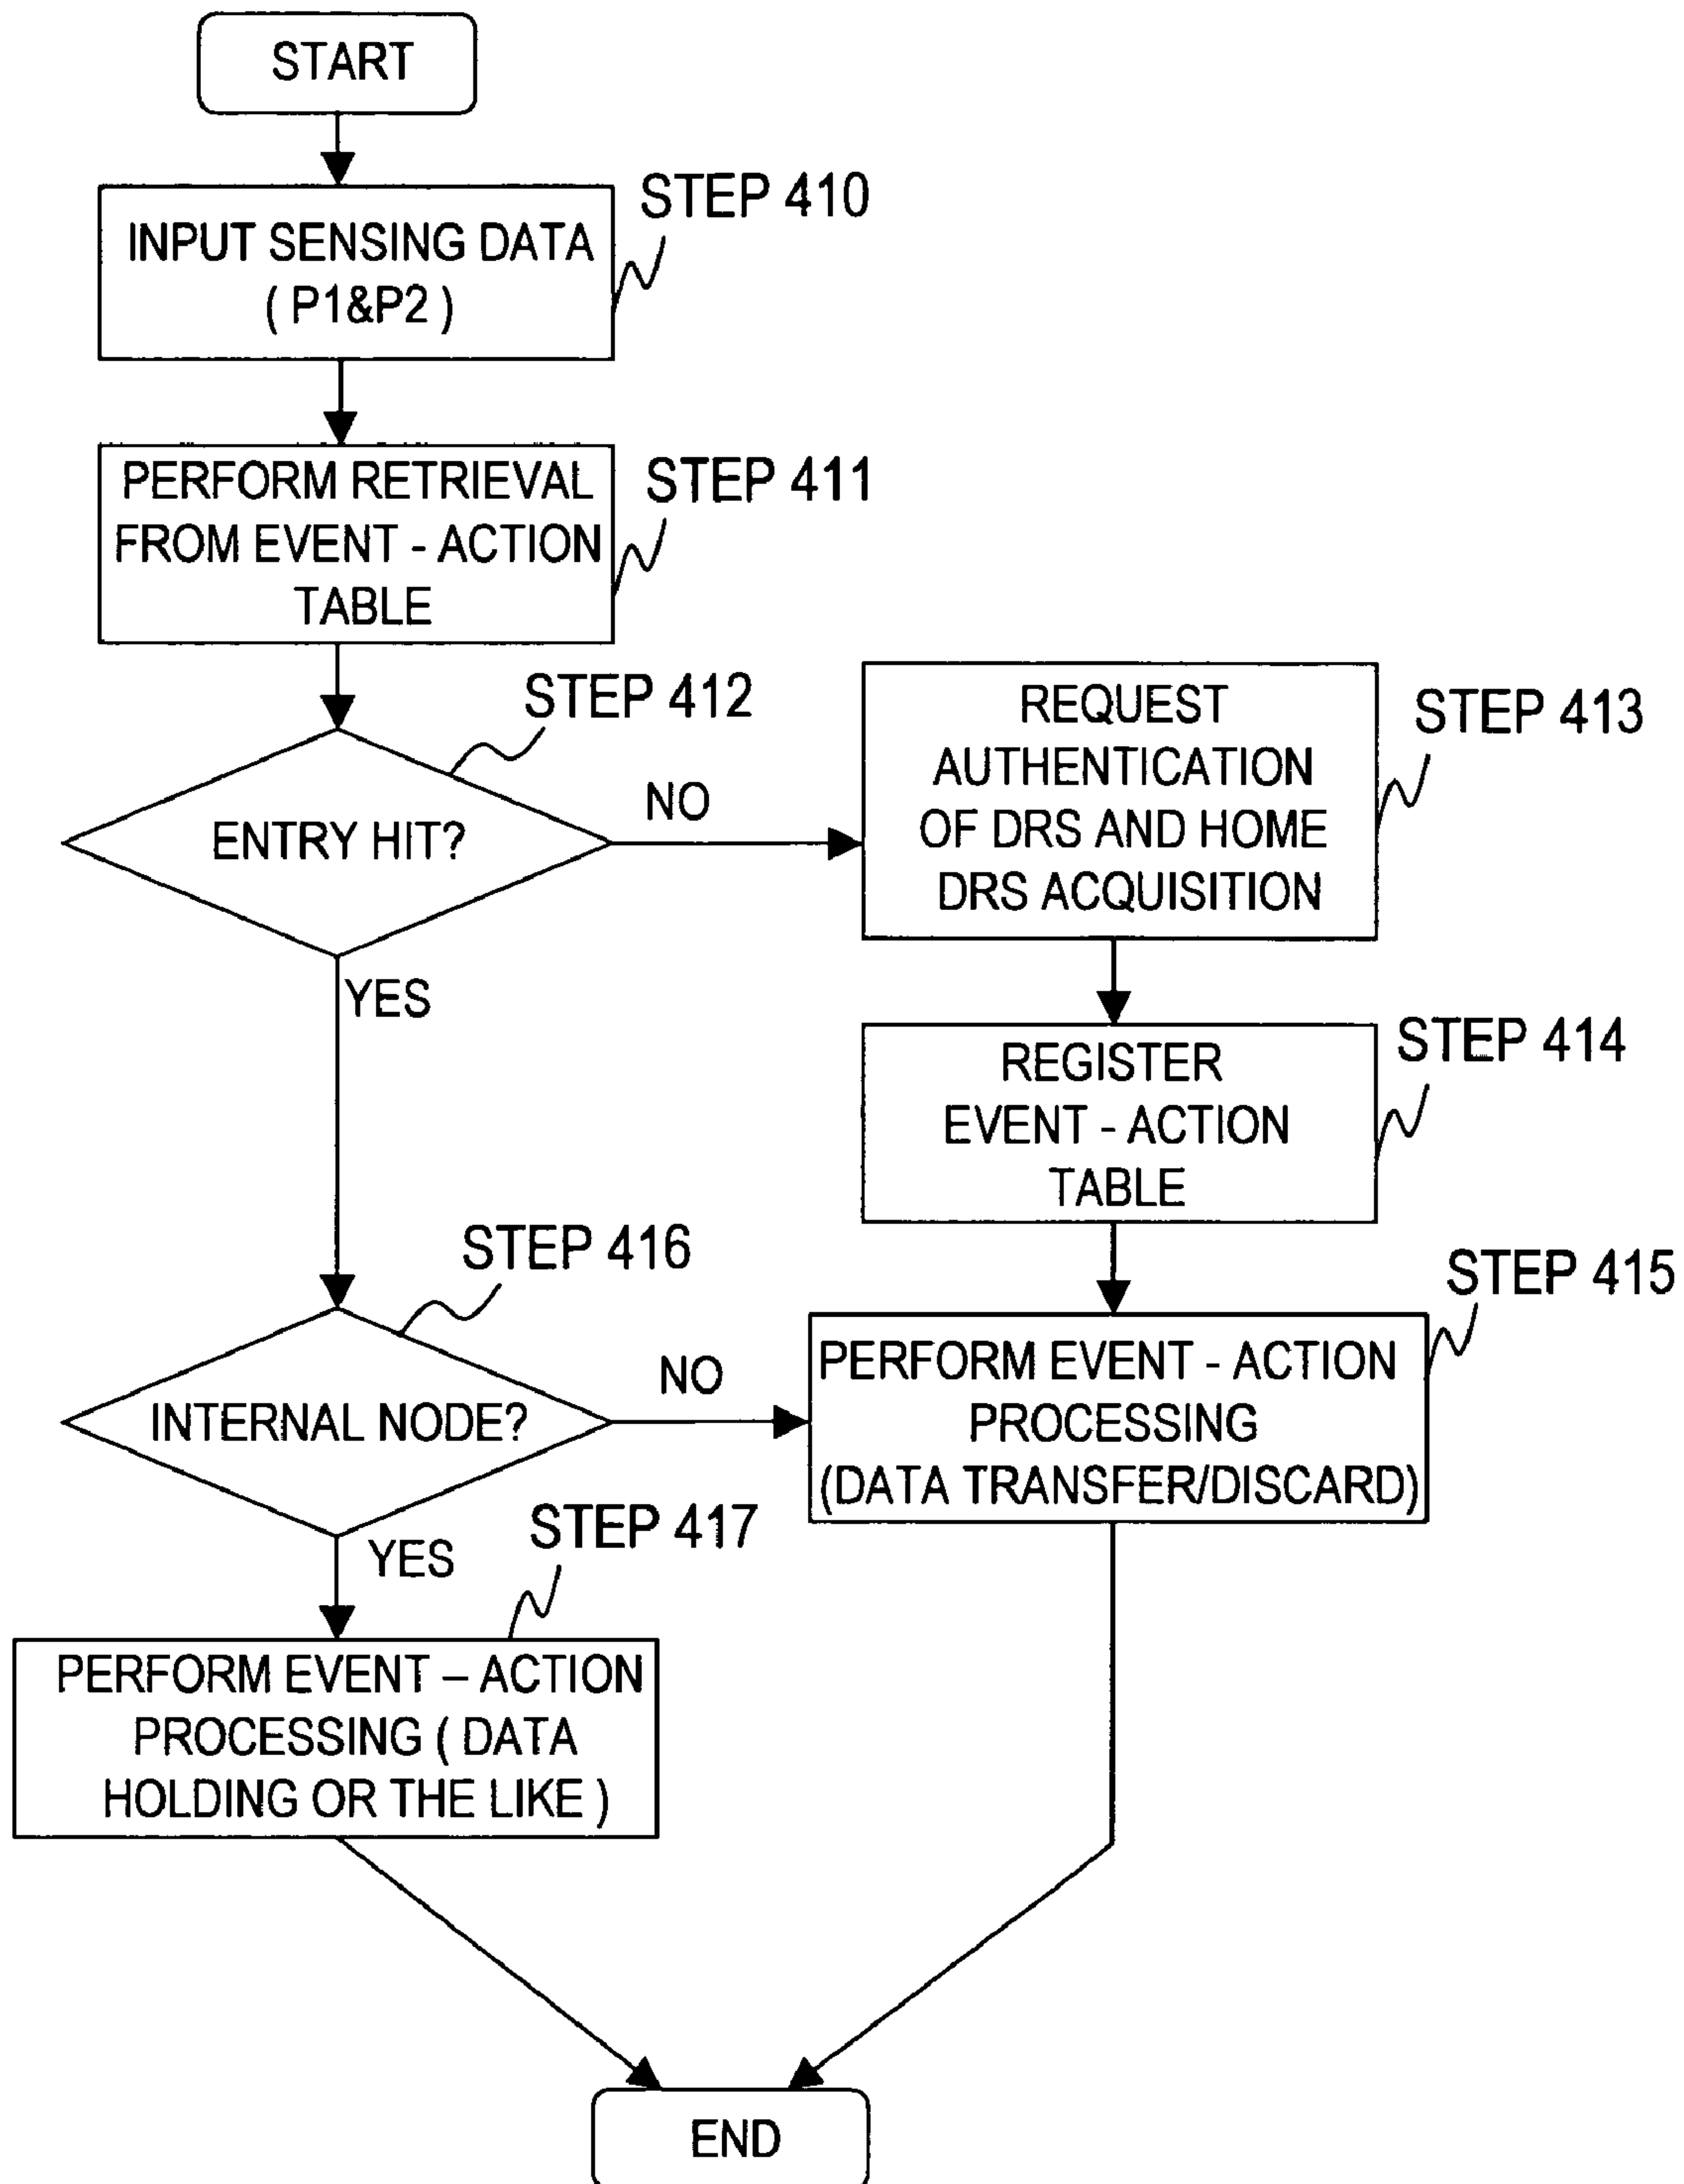 START
STEP 410
INPUT SENSING DATA
( P1&P2 )
STEP 411
PERFORM RETRIEVAL
FROM EVENT - ACTION
TABLE
STEP 412
ENTRY HIT?
NO
YES
STEP 413
REQUEST
AUTHENTICATION
OF DRS AND HOME
DRS ACQUISITION
STEP 414
REGISTER
EVENT - ACTION
TABLE
STEP 416
INTERNAL NODE?
NO
YES
STEP 415
PERFORM EVENT - ACTION
PROCESSING
(DATA TRANSFER/DISCARD)
STEP 417
PERFORM EVENT – ACTION
PROCESSING ( DATA
HOLDING OR THE LIKE )
END